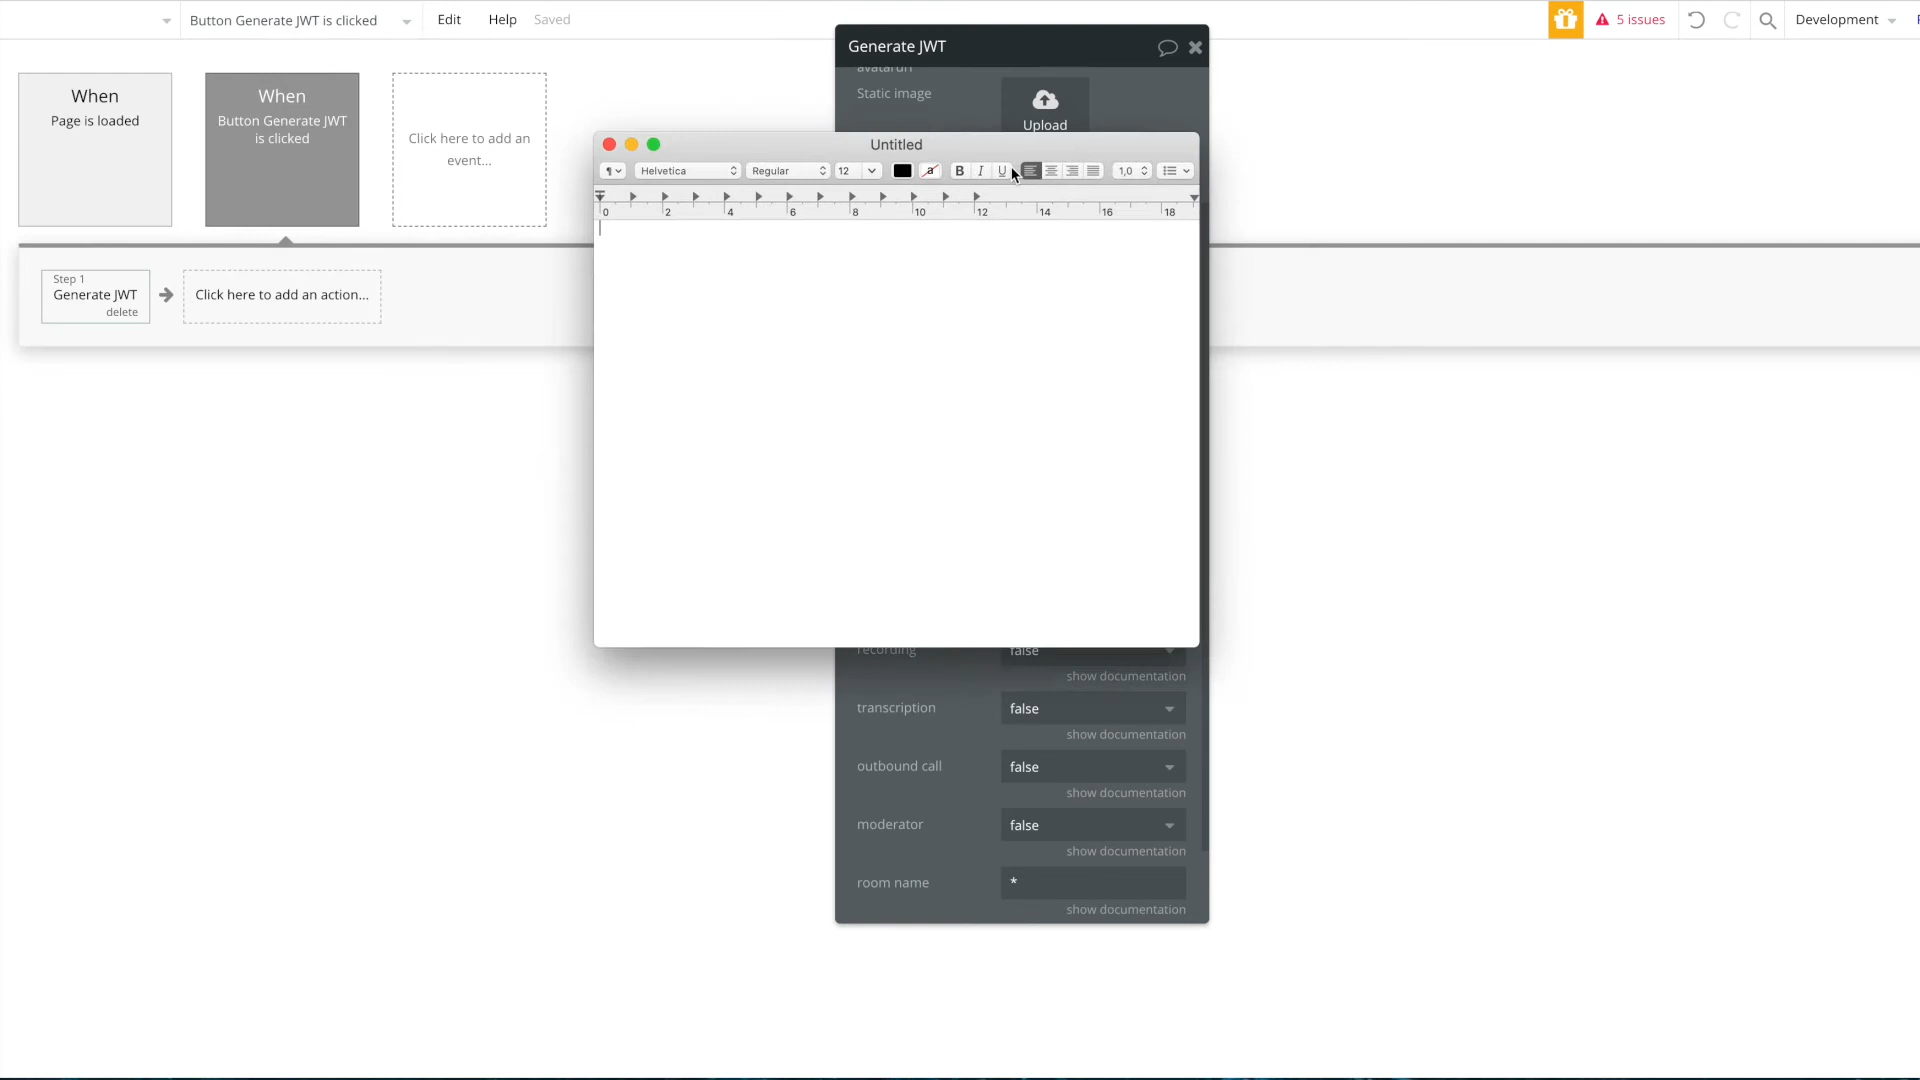 Button Generate JWT is clicked
Edit
Help
Saved
5 issues
Development
Generate JWT
When
Page is loaded
When
Button Generate JWT
is clicked
Click here to add an
event...
Static image
Upload
Untitled
Helvetica
Regular
12
a
B
I
U
1,0
0 2 4 6 8 10 12 14 16 18
Step 1
Generate JWT
delete
Click here to add an action...
recording
false
show documentation
transcription
false
show documentation
outbound call
false
show documentation
moderator
false
show documentation
room name
*
show documentation